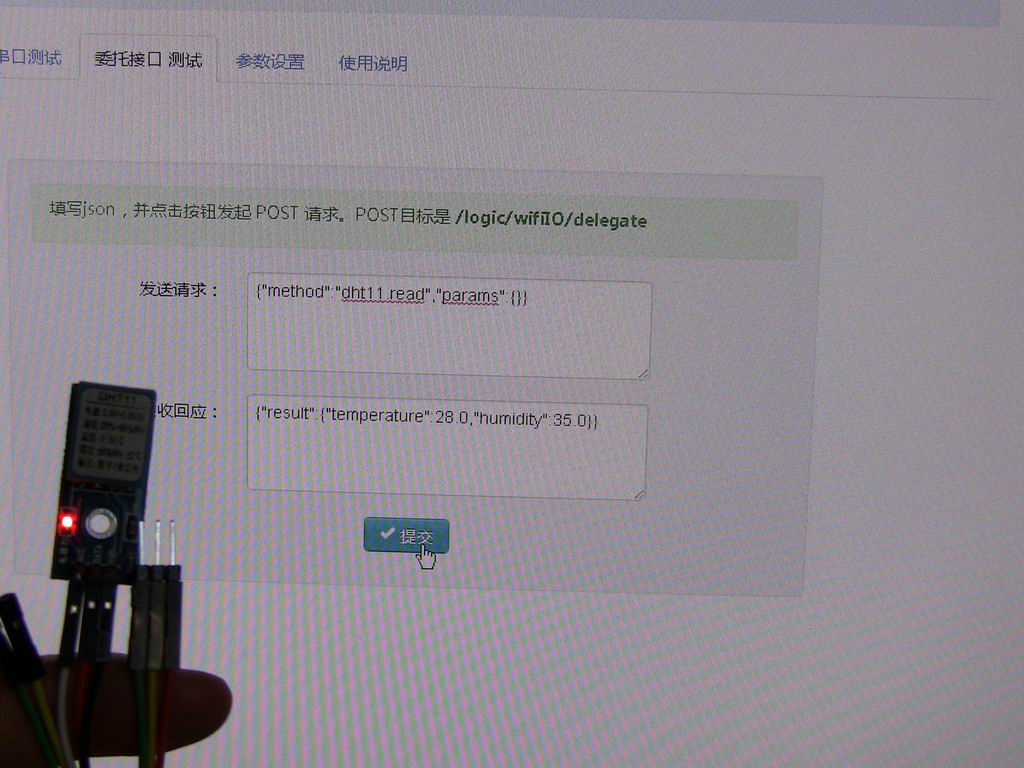 串口测试 委托接口 测试 参数设置 使用说明
填写json，并点击按钮发起 POST 请求。POST目标是 /logic/wifiIO/delegate
发送请求：
{"method":"dht11.read","params":{}}
收回应：
{"result":{"temperature":28.0,"humidity":35.0}}
提交
DHT11